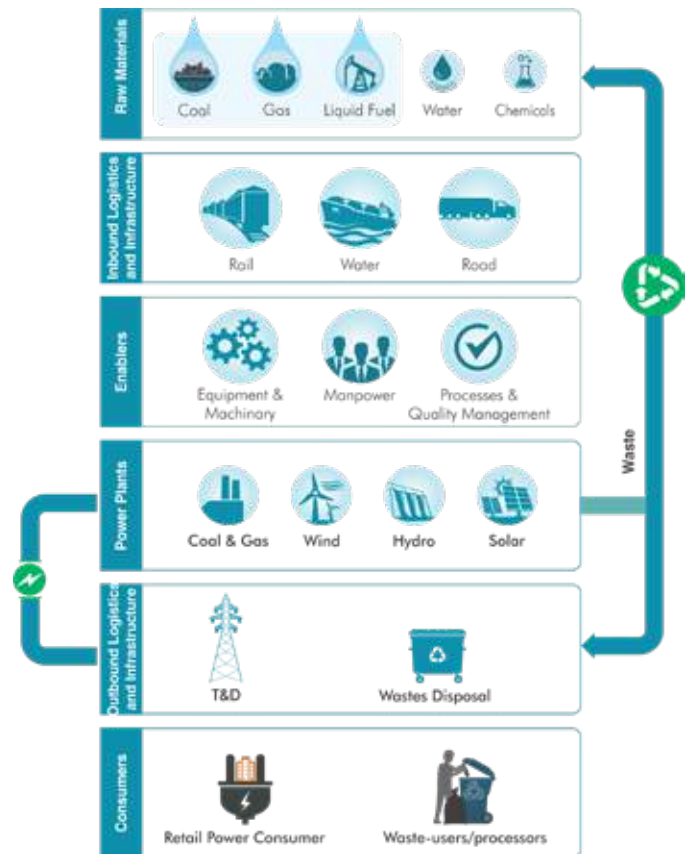 Raw Materials
Coal
Gas
Liquid Fuel
Water
Chemicals
Inbound Logistics
and Infrastructure
Rail
Water
Road
Enablers
Equipment &
Machinary
Manpower
Processes &
Quality Management
Waste
Power Plants
Coal & Gas
Wind
Hydro
Solar
Outbound Logistics
and Infrastructure
T&D
Wastes Disposal
Consumers
Retail Power Consumer
Waste-users/processors